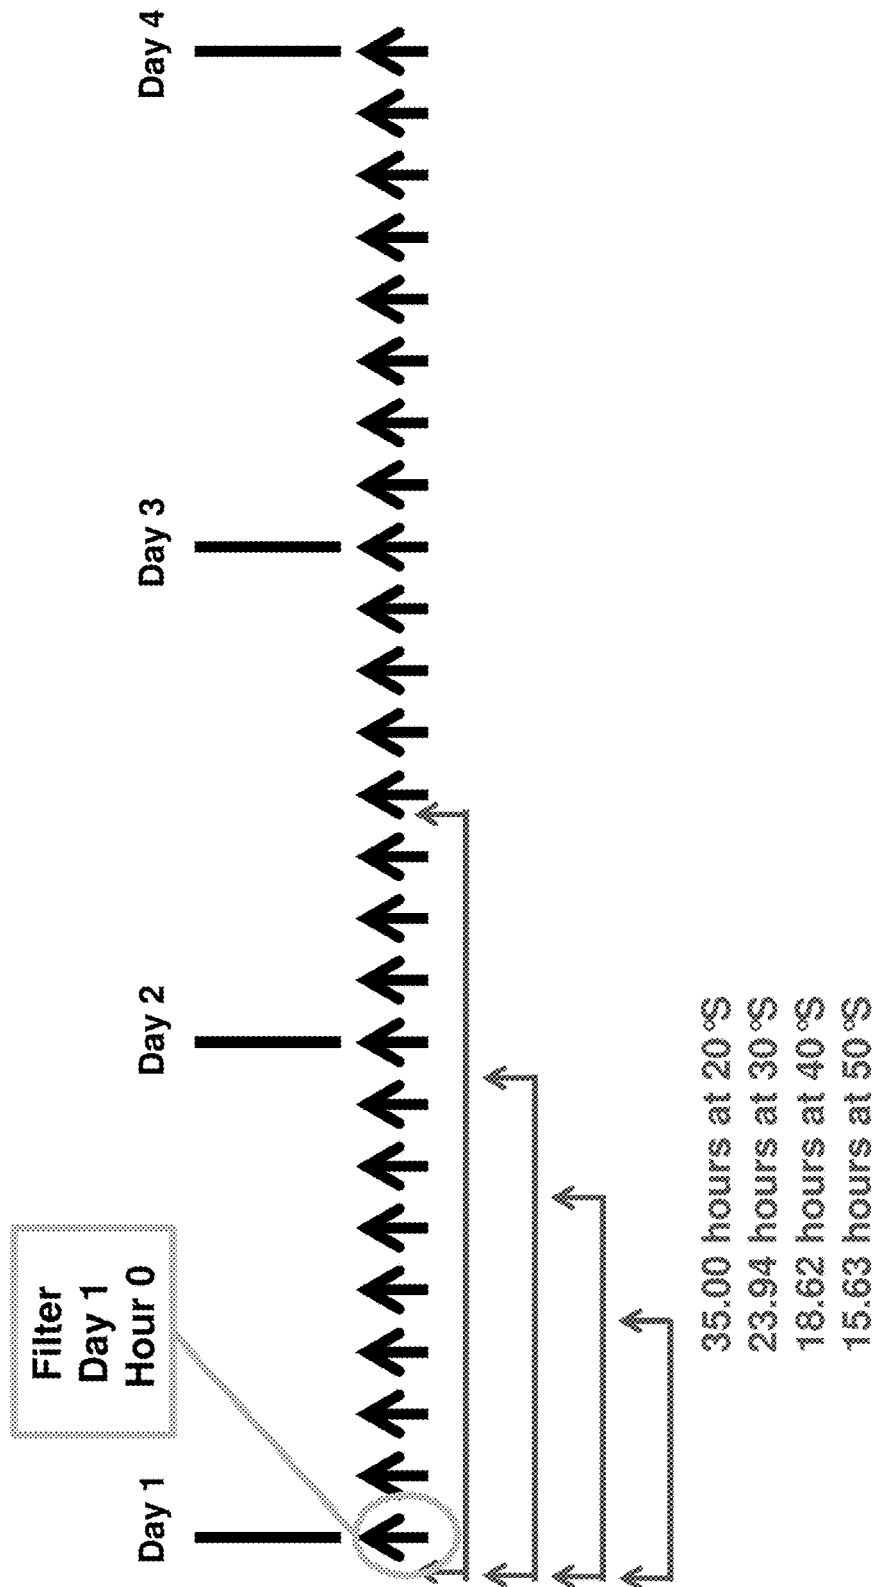 Filter
Day 1
Hour 0
Day 1
Day 2
Day 3
Day 4
35.00 hours at 20°S
23.94 hours at 30°S
18.62 hours at 40°S
15.63 hours at 50°S